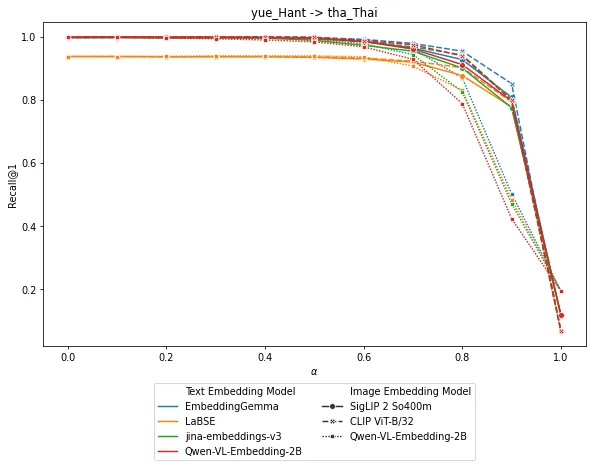 yue_Hant -> tha_Thai
Recall@1
1.0
0.8
0.6
0.4
0.2
0.0 0.2 0.4 0.6 0.8 1.0
α
Text Embedding Model Image Embedding Model
EmbeddingGemma SigLIP 2 So400m
LaBSE CLIP ViT-B/32
jina-embeddings-v3 Qwen-VL-Embedding-2B
Qwen-VL-Embedding-2B